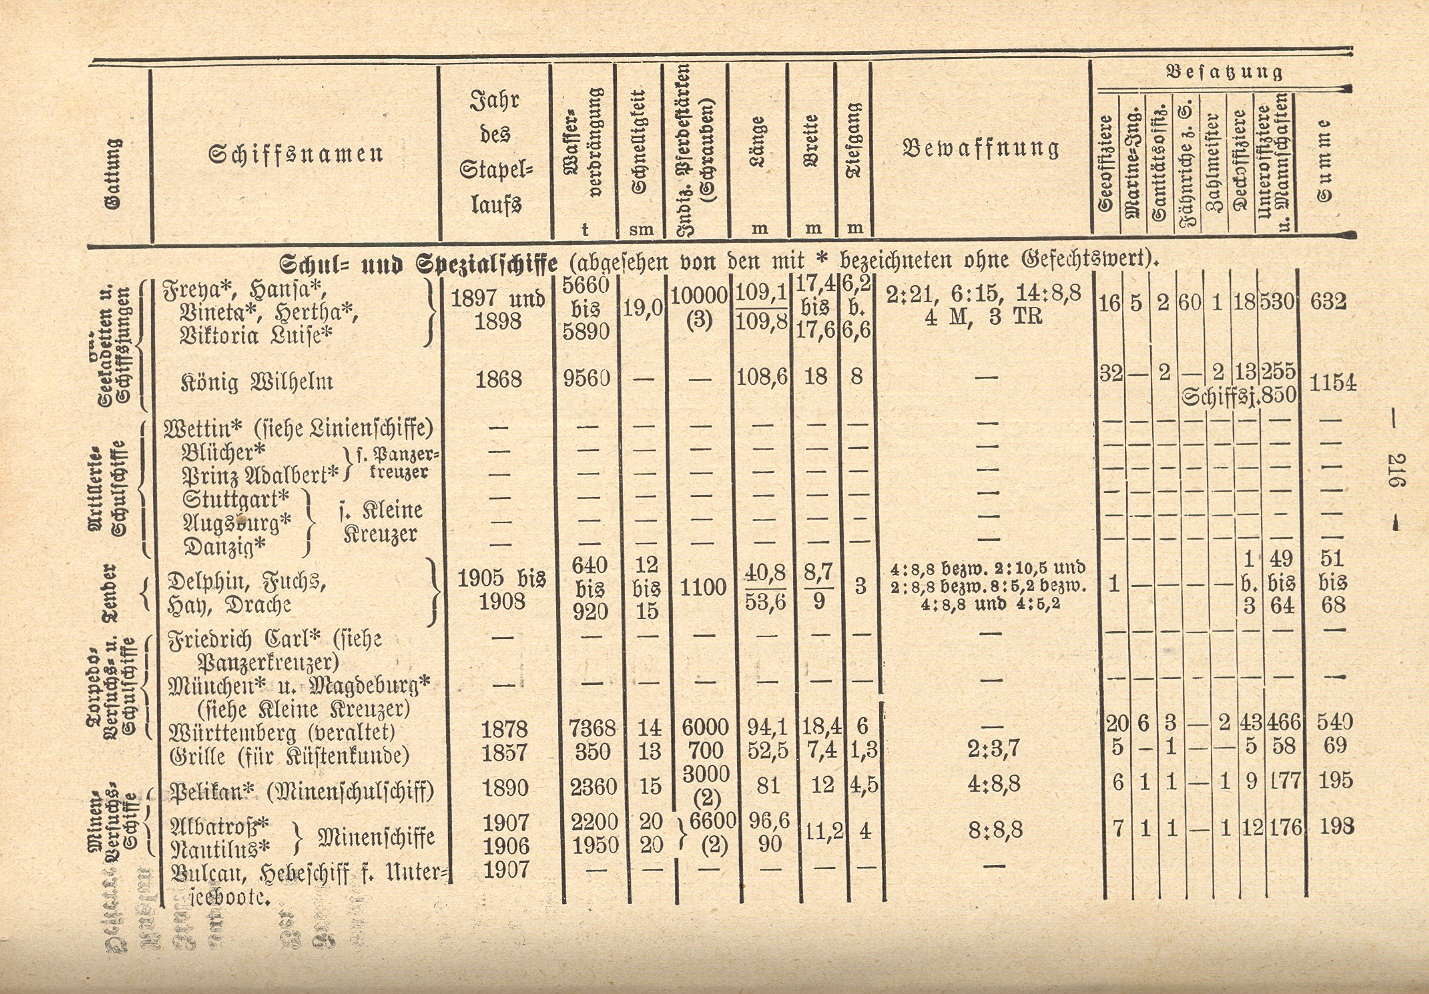 Besatzung
Gattung
Schiffsnamen
Jahr
des
Stapel-
laufs
Wasser-
verdrängung
t
Schnelligkeit
sm
Indiz. Pferdestärken
(Schrauben)
Länge
m
Breite
m
Tiefgang
m
Bewaffnung
Seeoffiziere
Marine-Ing.
Sanitätsoffiz.
Fähnriche z. S.
Zahlmeister
Deckoffiziere
Unteroffiziere
u. Mannschaften
Summe
Schul- und Spezialschiffe (abgesehen von den mit * bezeichneten ohne Gefechtswert).
Seekadetten u.
Schiffsjungen
Freya*, Hansa*,
Vineta*, Hertha*,
Viktoria Luise*
1897 und
1898
5660
bis
5890
19,0
10000
(3)
109,1
109,8
17,4
bis
17,6
6,2
b.
6,6
2:21, 6:15, 14:8,8
4 M, 3 TR
16 5 2 60 1 18 530 632
König Wilhelm 1868 9560 — — 108,6 18 8 — 32 — 2 — 2 13 255
Schiffsj. 850
1154
Artillerie-
Schulschiffe
Wettin* (siehe Linienschiffe) — — — — — — — — — — — — — — — —
Blücher* — — — — — — — — — — — — — — — —
Prinz Adalbert* — — — — — — — — — — — — — — — —
s. Panzer-
kreuzer
Stuttgart* — — — — — — — — — — — — — — — —
Augsburg* — — — — — — — — — — — — — — — —
Danzig* — — — — — — — — — — — — — — — —
s. Kleine
Kreuzer
Tender
Delphin, Fuchs,
Hay, Drache
1905 bis
1908
640
bis
920
12
bis
15
1100
40,8
53,6
8,7
9
3
4:8,8 bezw. 2:10,5 und
2:8,8 bezw. 8:5,2 bezw.
4:8,8 und 4:5,2
1 — — — —
1
b.
3
49
bis
64
51
bis
68
Torpedo-
Versuchs- u.
Schulschiffe
Friedrich Carl* (siehe — — — — — — — — — — — — — — — —
Panzerkreuzer)
München* u. Magdeburg* — — — — — — — — — — — — — — — —
(siehe Kleine Kreuzer)
Württemberg (veraltet) 1878 7368 14 6000 94,1 18,4 6 — 20 6 3 — 2 43 466 540
Grille (für Küstenkunde) 1857 350 13 700 52,5 7,4 1,3 2:3,7 5 — 1 — — 5 58 69
Minen-
Versuchs-
Schiffe
Pelikan* (Minenschulschiff) 1890 2360 15 3000
(2)
81 12 4,5 4:8,8 6 1 1 — 1 9 177 195
Albatroß*
Nautilus*
Minenschiffe
1907
1906
2200
1950
20
20
6600
(2)
96,6
90
11,2 4 8:8,8 7 1 1 — 1 12 176 198
Vulcan, Hebeschiff f. Unter- 1907 — — — — — — —
seeboote.
— 216 —